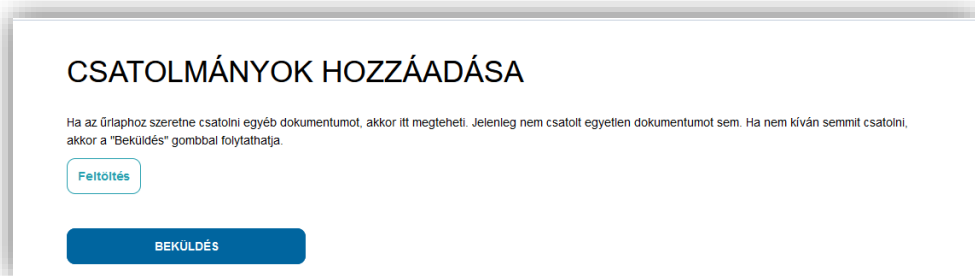 CSATOLMÁNYOK HOZZÁADÁSA
Ha az űrlaphoz szeretne csatolni egyéb dokumentumot, akkor itt megteheti. Jelenleg nem csatolt egyetlen dokumentumot sem. Ha nem kíván semmit csatolni,
akkor a "Beküldés" gombbal folytathatja.
Feltöltés
BEKÜLDÉS